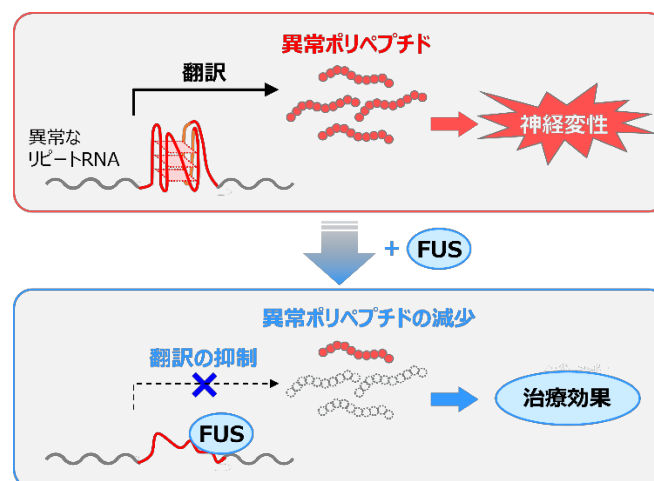 異常ポリペプチド
翻訳
異常な
リピートRNA
神経変性
+ FUS
異常ポリペプチドの減少
翻訳の抑制
FUS
治療効果